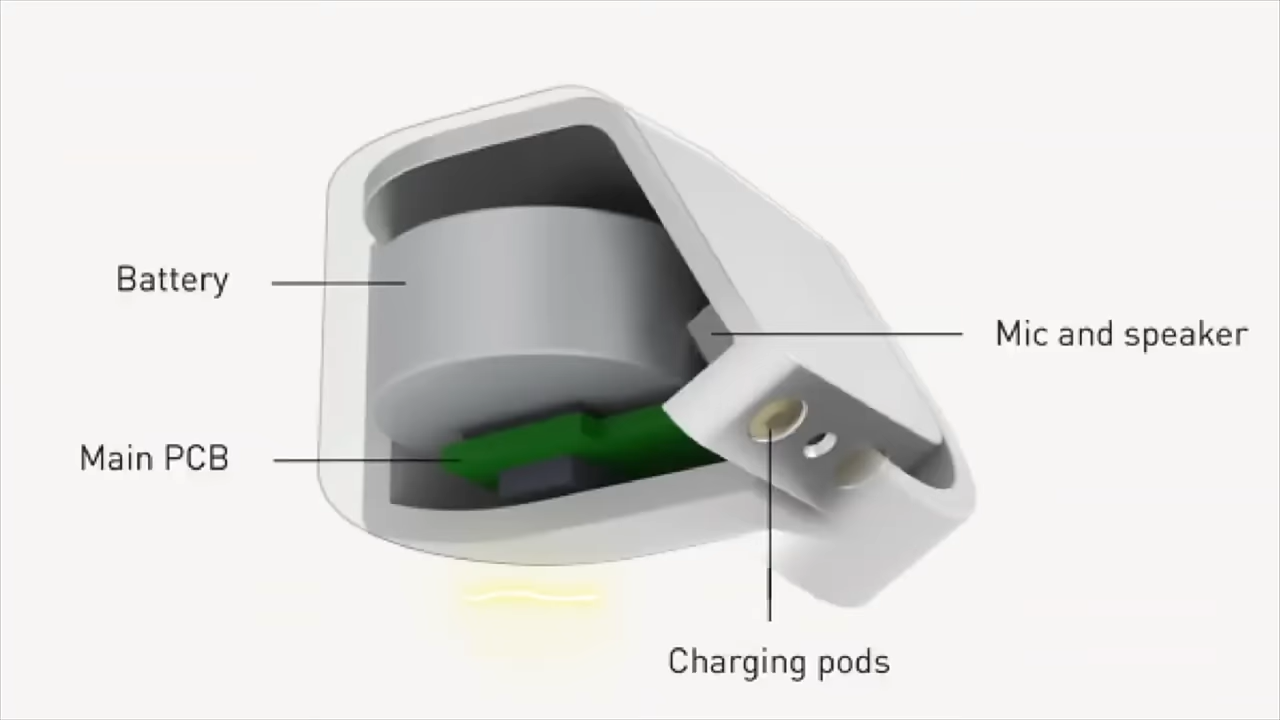 Battery
Mic and speaker
Main PCB
Charging pods